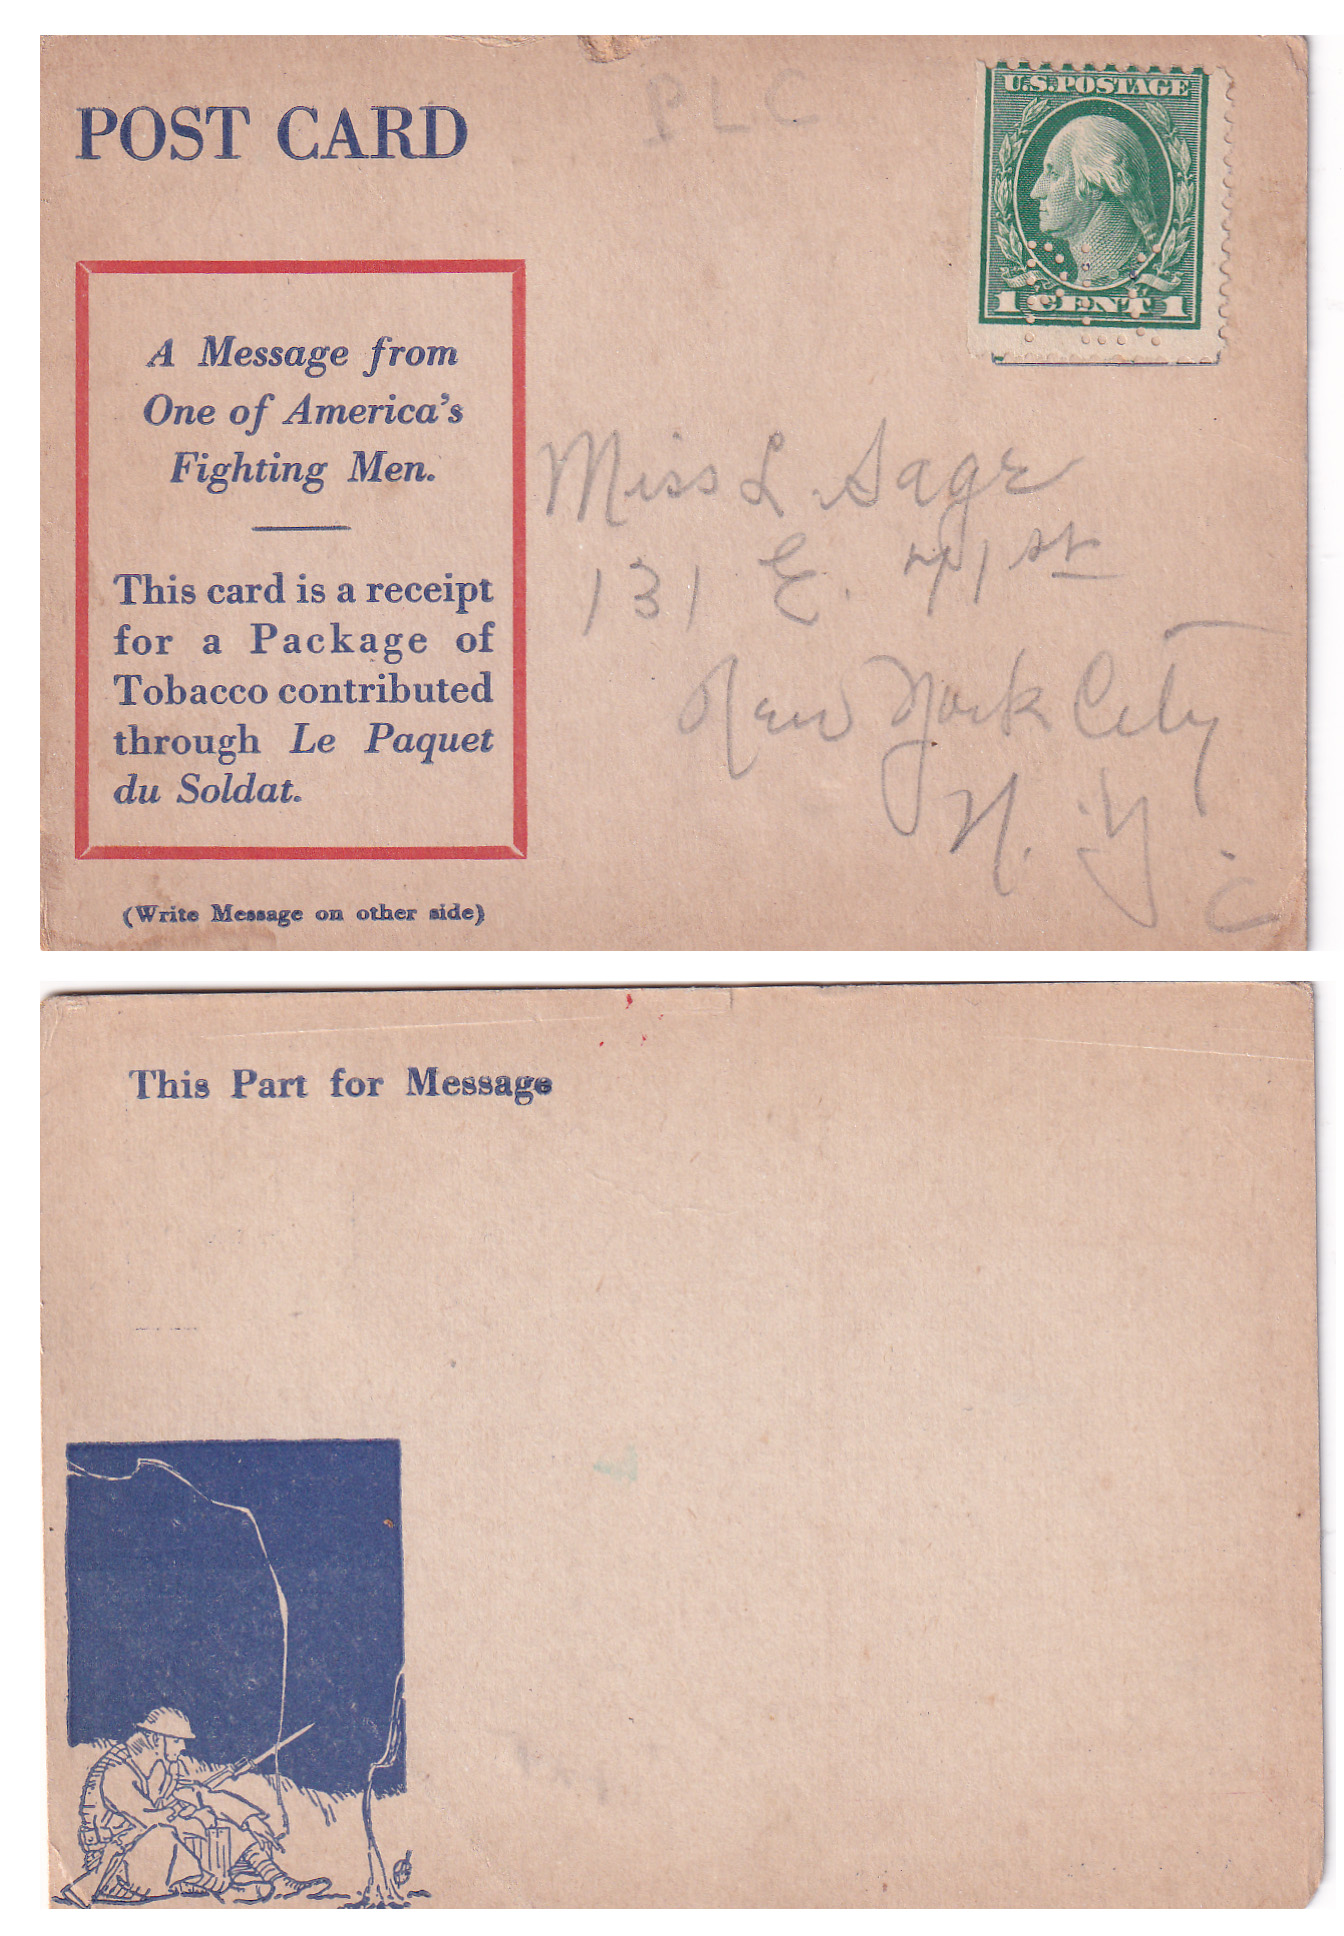 POST CARD
PLC
U.S. POSTAGE
1 CENT 1
A Message from
One of America's
Fighting Men.
This card is a receipt
for a Package of
Tobacco contributed
through Le Paquet
du Soldat.
(Write Message on other side)
Miss L. Sage
131 E. 71st
New York City
N. Y. C
This Part for Message